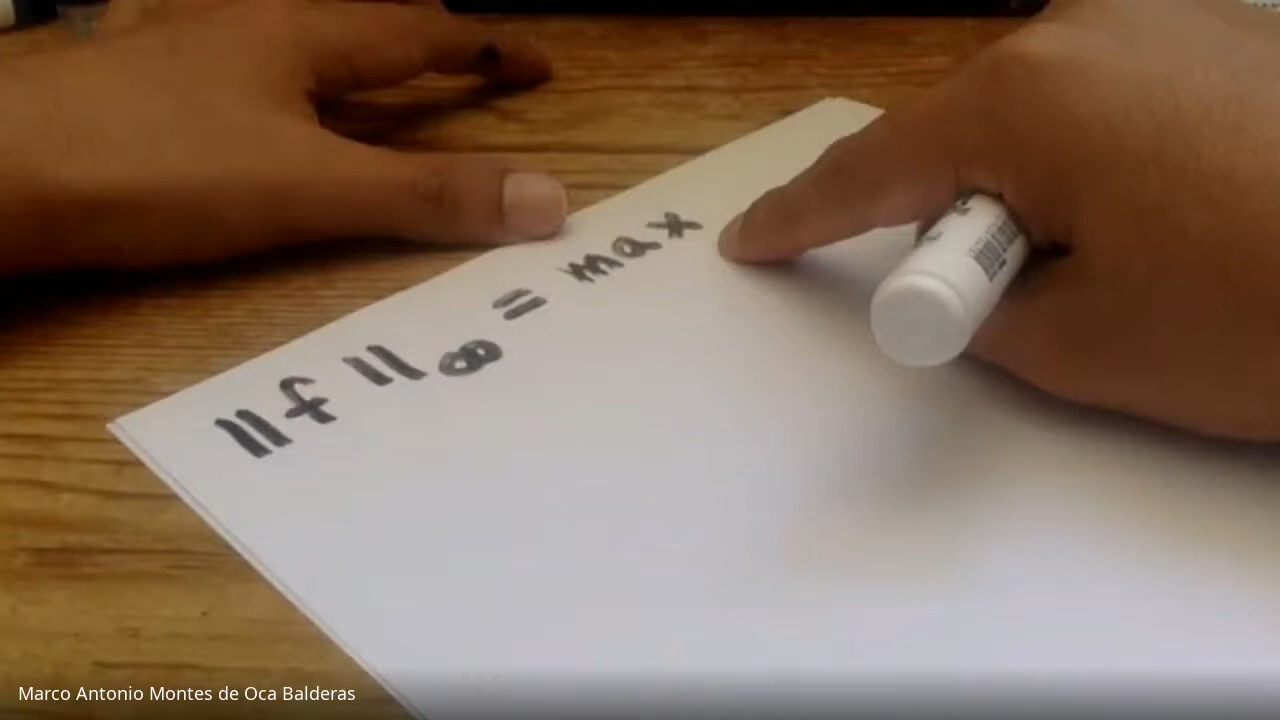 ||f||∞ = max
Marco Antonio Montes de Oca Balderas